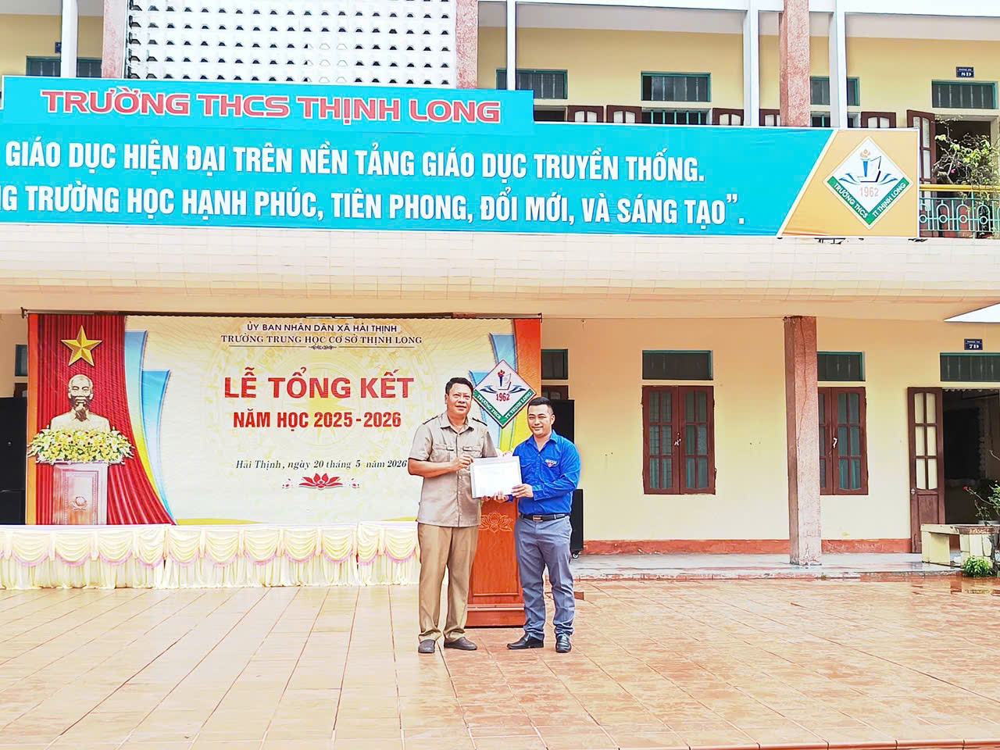 TRƯỜNG THCS THỊNH LONG
GIÁO DỤC HIỆN ĐẠI TRÊN NỀN TẢNG GIÁO DỤC TRUYỀN THỐNG.
NG TRƯỜNG HỌC HẠNH PHÚC, TIÊN PHONG, ĐỔI MỚI, VÀ SÁNG TẠO”.
1962
TRƯỜNG THCS
TT THỊNH LONG
8D
ỦY BAN NHÂN DÂN XÃ HẢI THỊNH
TRƯỜNG TRUNG HỌC CƠ SỞ THỊNH LONG
LỄ TỔNG KẾT
NĂM HỌC 2025-2026
Hải Thịnh, ngày 20 tháng 5 năm 2026
1962
TRƯỜNG THCS
TT THỊNH LONG
7D